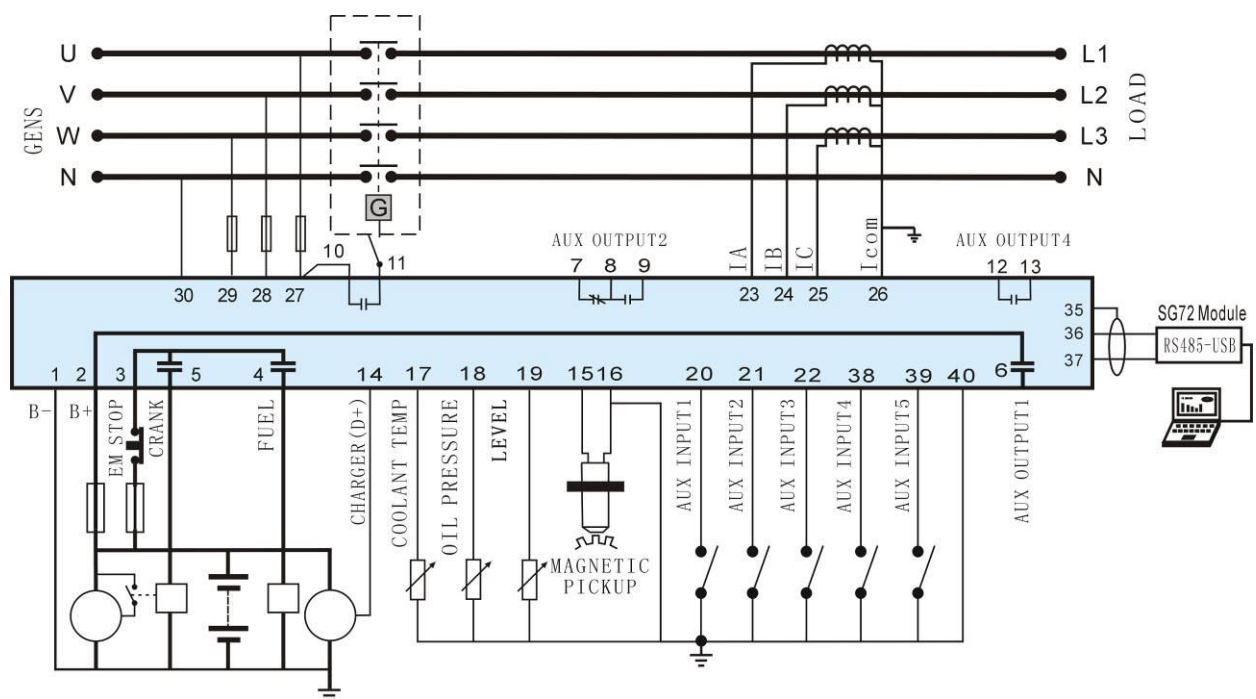 U
V
W
N
GENS
L1
L2
L3
N
LOAD
G
10
11
AUX OUTPUT2
7 8 9
IA
IB
IC
Icom
AUX OUTPUT4
12 13
30 29 28 27
23 24 25 26
35
36
37
SG72 Module
RS485-USB
1 2 3 5 4 14 17 18 19 15 16 20 21 22 38 39 40 6
B-
B+
EM STOP
CRANK
FUEL
CHARGER(D+)
COOLANT TEMP
OIL PRESSURE
LEVEL
MAGNETIC
PICKUP
AUX INPUT1
AUX INPUT2
AUX INPUT3
AUX INPUT4
AUX INPUT5
AUX OUTPUT1